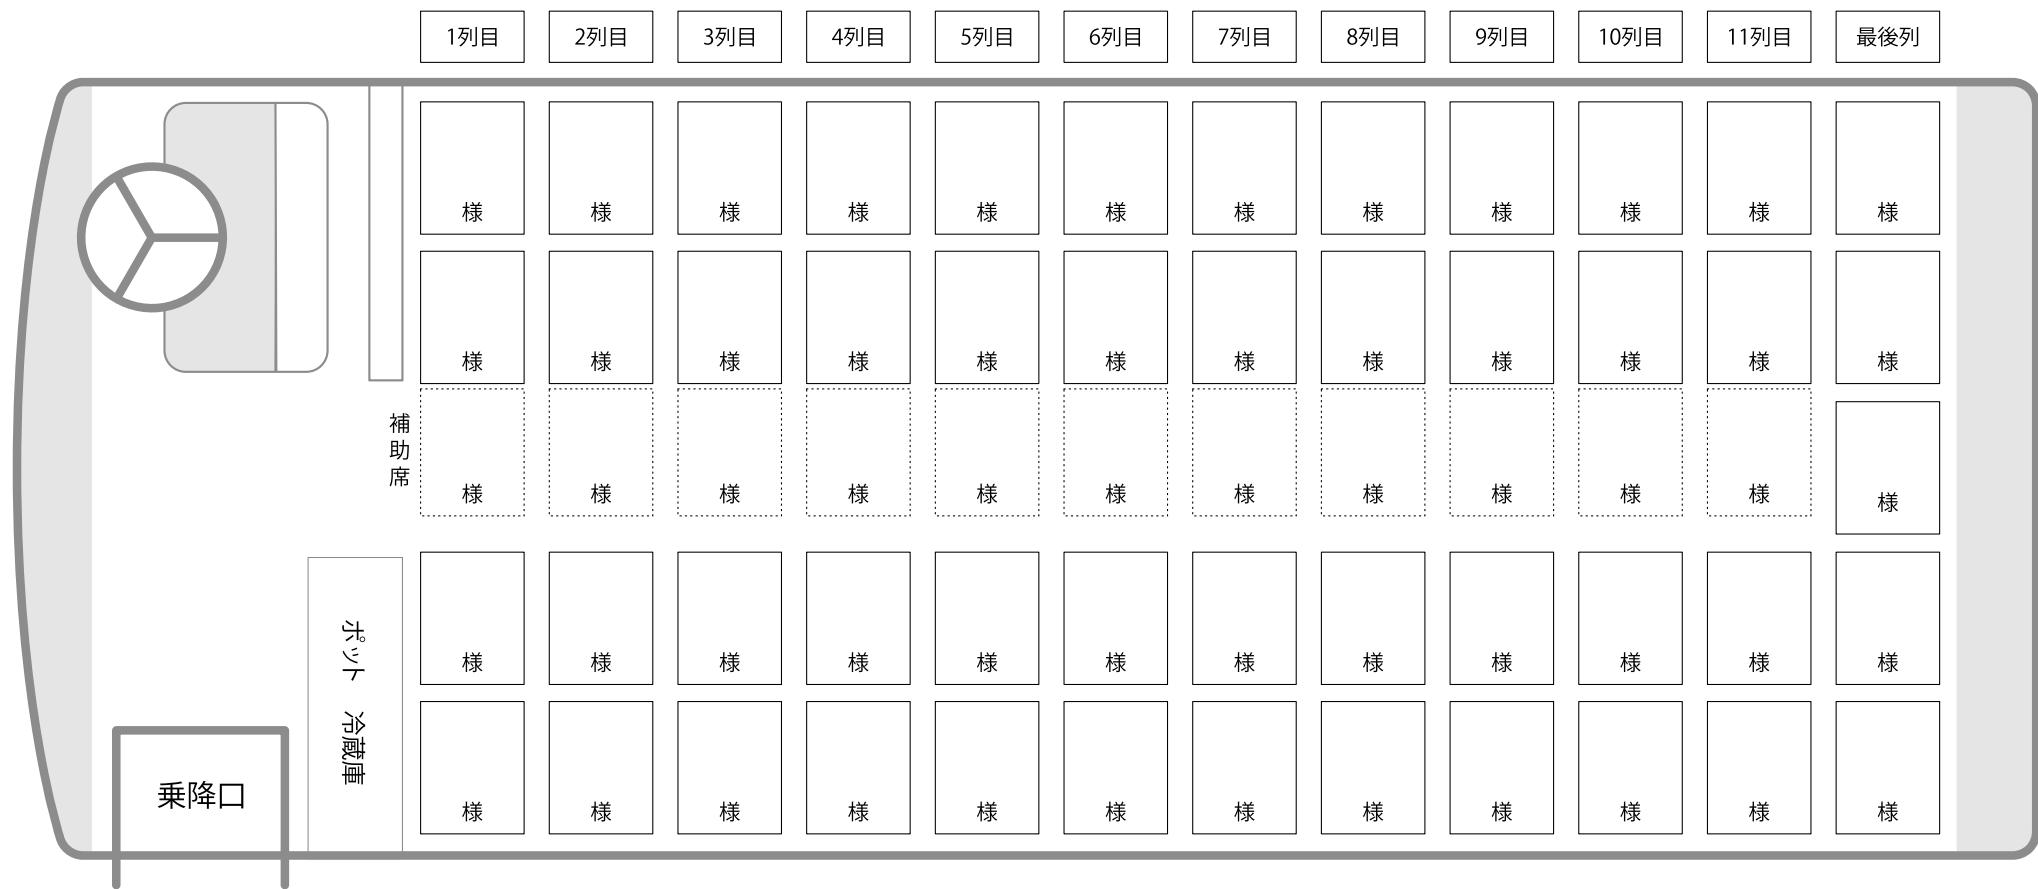 1列目 2列目 3列目 4列目 5列目 6列目 7列目 8列目 9列目 10列目 11列目 最後列
様 様 様 様 様 様 様 様 様 様 様 様
様 様 様 様 様 様 様 様 様 様 様 様
補助席
様 様 様 様 様 様 様 様 様 様 様 様
ポット 冷蔵庫
様 様 様 様 様 様 様 様 様 様 様 様
乗降口
様 様 様 様 様 様 様 様 様 様 様 様